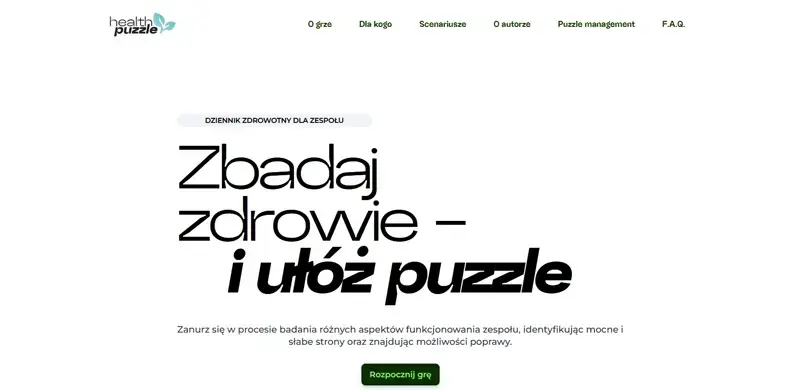 health
puzzle
O grze
Dla kogo
Scenariusze
O autorze
Puzzle management
F.A.Q.
DZIENNIK ZDROWOTNY DLA ZESPOŁU
Zbadaj
zdrowie –
i ułóż puzzle
Zanurz się w procesie badania różnych aspektów funkcjonowania zespołu, identyfikując mocne i
słabe strony oraz znajdując możliwości poprawy.
Rozpocznij grę